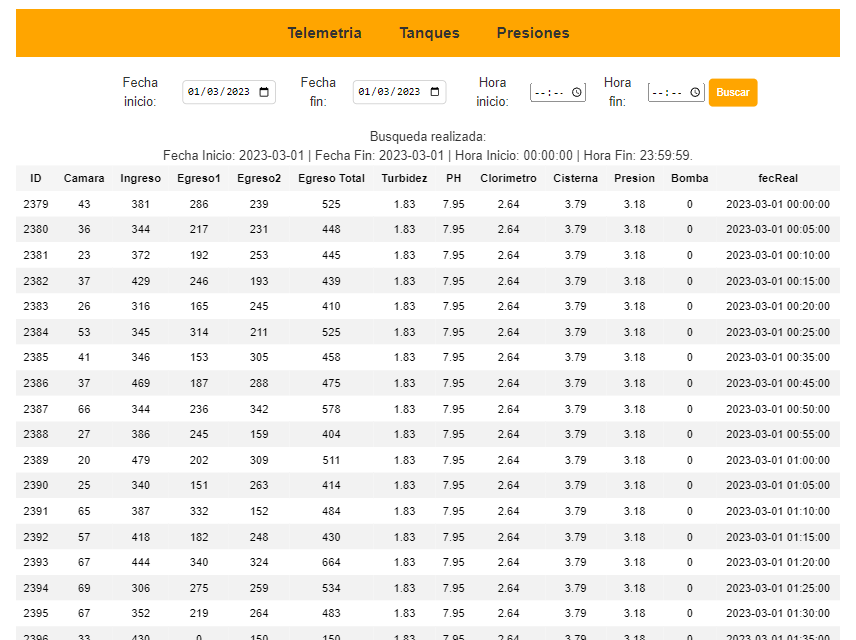 Telemetria Tanques Presiones
Fecha inicio: 01/03/2023 Fecha fin: 01/03/2023 Hora inicio: --:-- Hora fin: --:-- Buscar
Busqueda realizada:
Fecha Inicio: 2023-03-01 | Fecha Fin: 2023-03-01 | Hora Inicio: 00:00:00 | Hora Fin: 23:59:59.
ID Camara Ingreso Egreso1 Egreso2 Egreso Total Turbidez PH Clorimetro Cisterna Presion Bomba fecReal
2379 43 381 286 239 525 1.83 7.95 2.64 3.79 3.18 0 2023-03-01 00:00:00
2380 36 344 217 231 448 1.83 7.95 2.64 3.79 3.18 0 2023-03-01 00:05:00
2381 23 372 192 253 445 1.83 7.95 2.64 3.79 3.18 0 2023-03-01 00:10:00
2382 37 429 246 193 439 1.83 7.95 2.64 3.79 3.18 0 2023-03-01 00:15:00
2383 26 316 165 245 410 1.83 7.95 2.64 3.79 3.18 0 2023-03-01 00:20:00
2384 53 345 314 211 525 1.83 7.95 2.64 3.79 3.18 0 2023-03-01 00:25:00
2385 41 346 153 305 458 1.83 7.95 2.64 3.79 3.18 0 2023-03-01 00:35:00
2386 37 469 187 288 475 1.83 7.95 2.64 3.79 3.18 0 2023-03-01 00:45:00
2387 66 344 236 342 578 1.83 7.95 2.64 3.79 3.18 0 2023-03-01 00:50:00
2388 27 386 245 159 404 1.83 7.95 2.64 3.79 3.18 0 2023-03-01 00:55:00
2389 20 479 202 309 511 1.83 7.95 2.64 3.79 3.18 0 2023-03-01 01:00:00
2390 25 340 151 263 414 1.83 7.95 2.64 3.79 3.18 0 2023-03-01 01:05:00
2391 65 387 332 152 484 1.83 7.95 2.64 3.79 3.18 0 2023-03-01 01:10:00
2392 57 418 182 248 430 1.83 7.95 2.64 3.79 3.18 0 2023-03-01 01:15:00
2393 67 444 340 324 664 1.83 7.95 2.64 3.79 3.18 0 2023-03-01 01:20:00
2394 69 306 275 259 534 1.83 7.95 2.64 3.79 3.18 0 2023-03-01 01:25:00
2395 67 352 219 264 483 1.83 7.95 2.64 3.79 3.18 0 2023-03-01 01:30:00
2396 33 430 0 150 150 1.83 7.95 2.64 3.79 3.18 0 2023-03-01 01:35:00